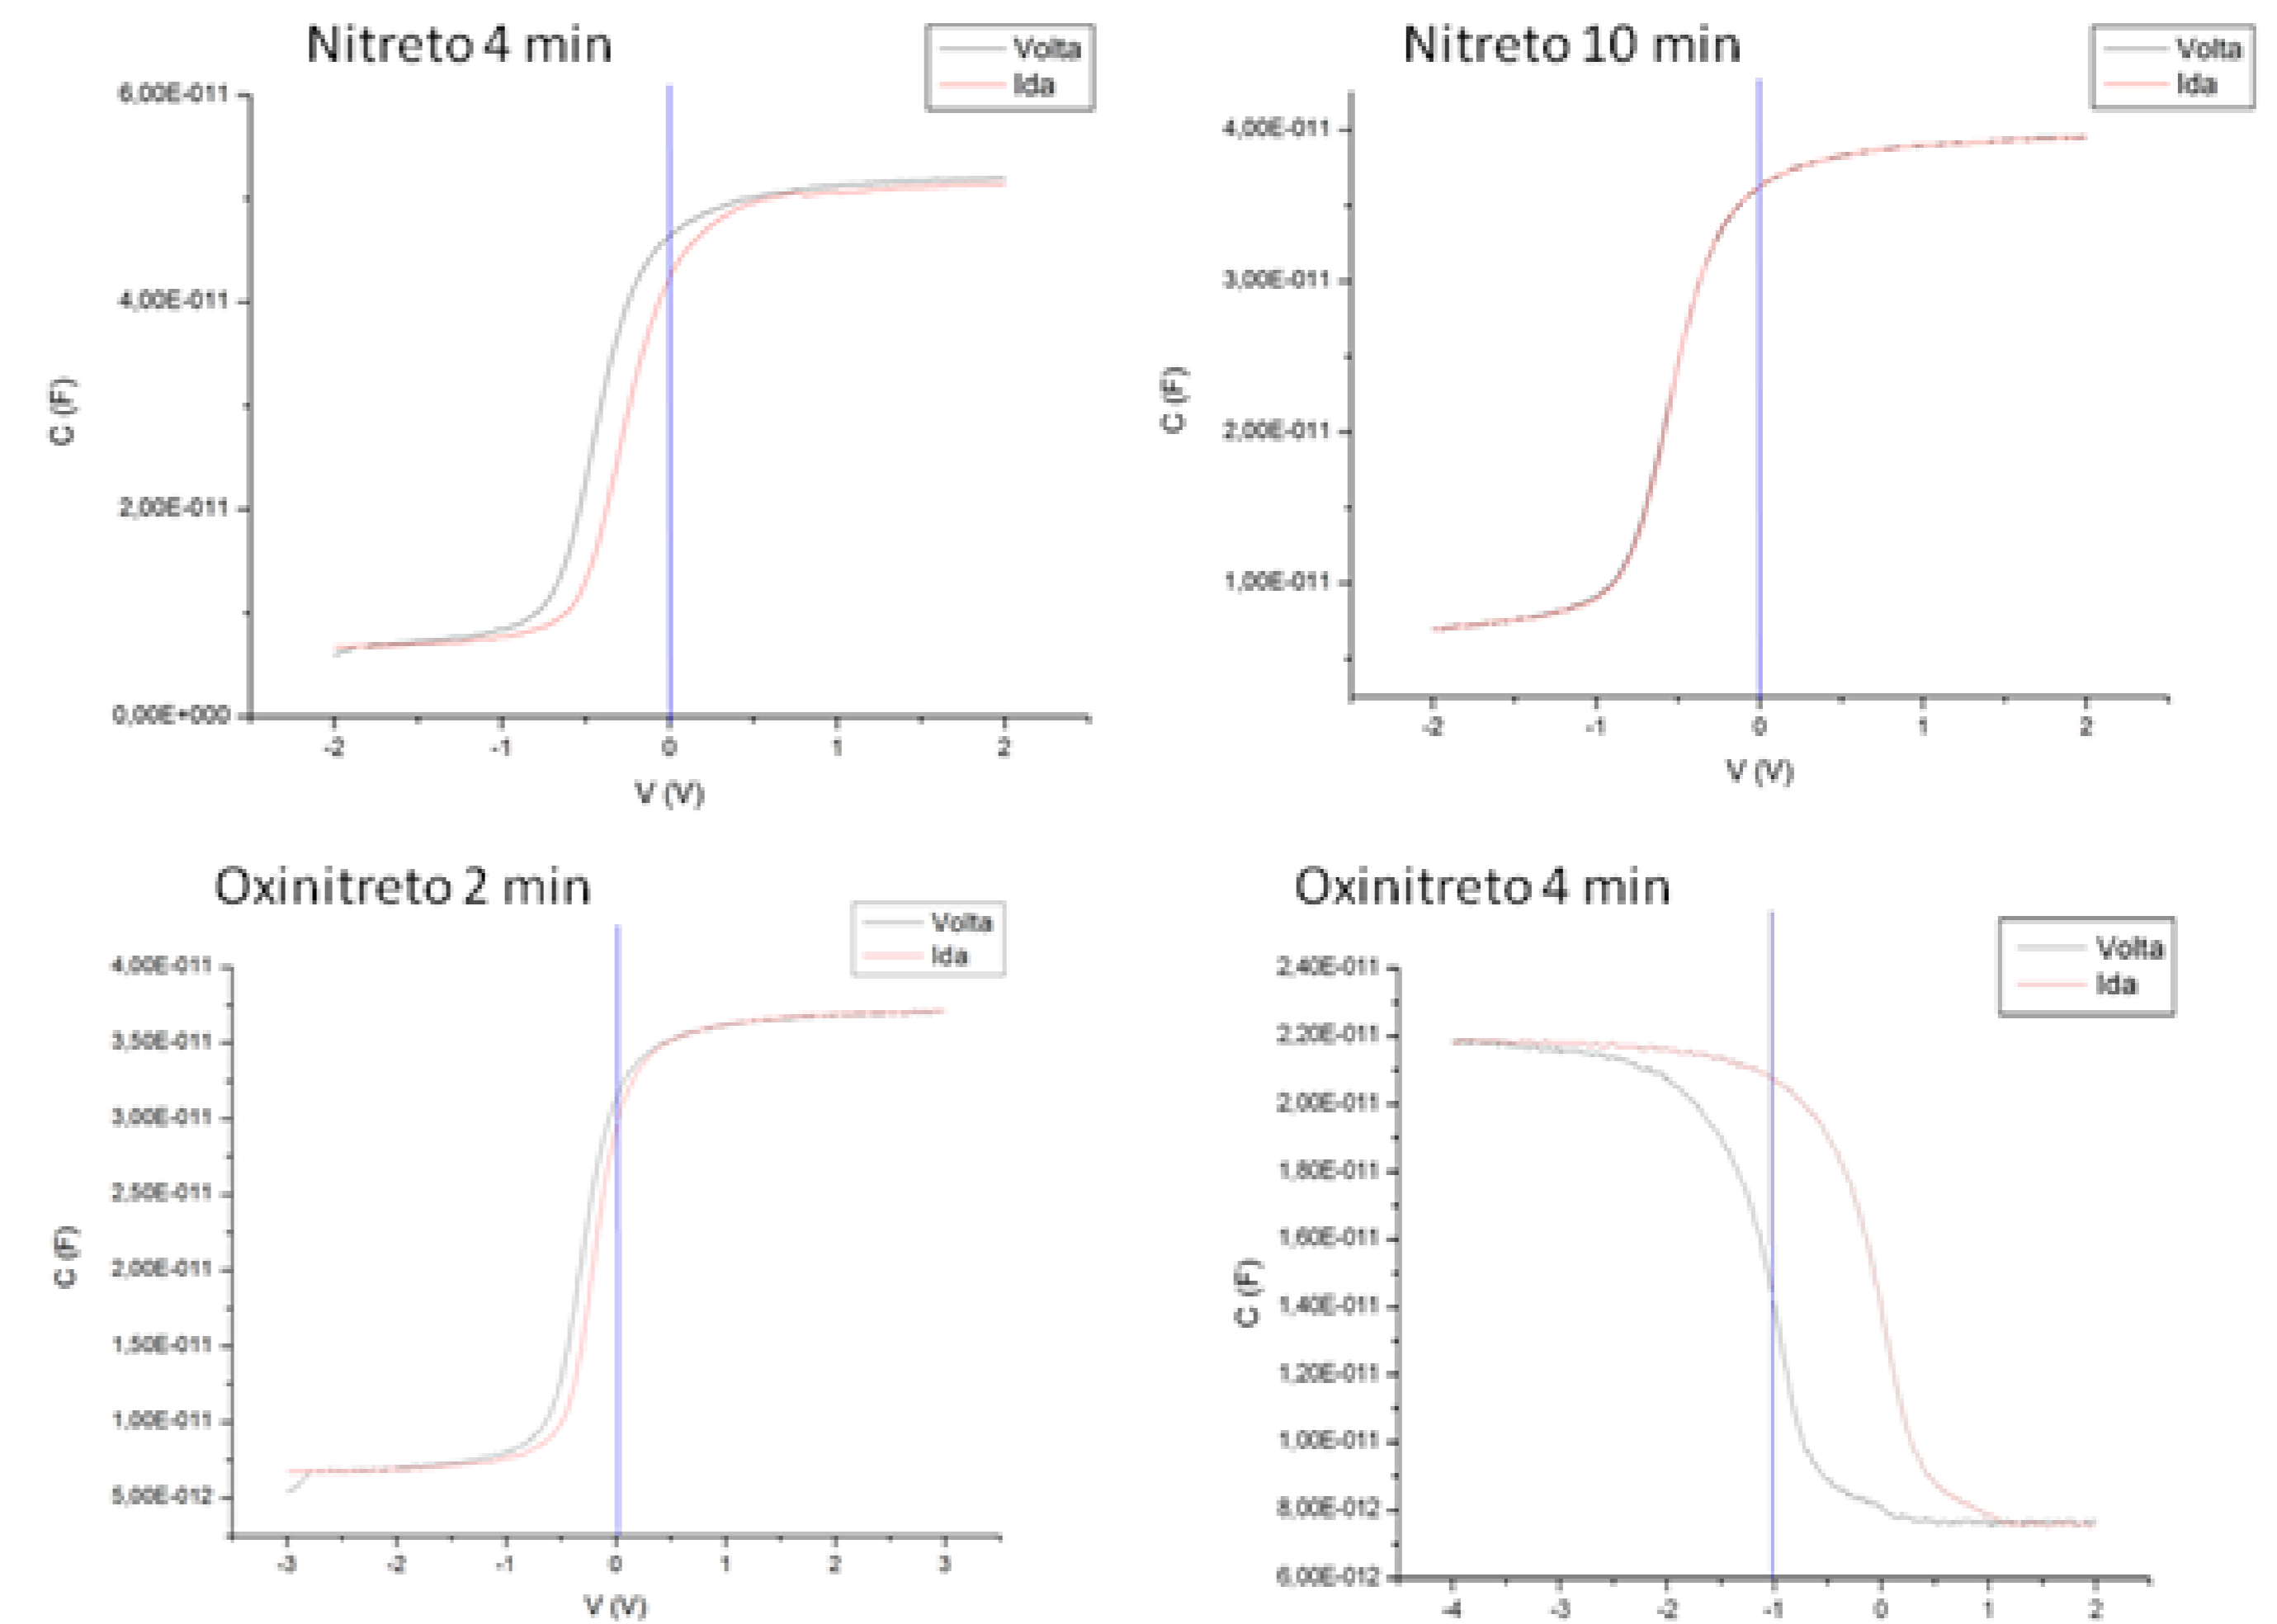 Nitreto 4 min
Volta
Ida
6,00E-011
4,00E-011
2,00E-011
0,00E+000
C (F)
-2
-1
0
1
2
V (V)
Nitreto 10 min
Volta
Ida
4,00E-011
3,00E-011
2,00E-011
1,00E-011
C (F)
-2
-1
0
1
2
V (V)
Oxinitreto 2 min
Volta
Ida
4,00E-011
3,50E-011
3,00E-011
2,50E-011
2,00E-011
1,50E-011
1,00E-011
5,00E-012
C (F)
-3
-2
-1
0
1
2
3
V (V)
Oxinitreto 4 min
Volta
Ida
2,40E-011
2,20E-011
2,00E-011
1,80E-011
1,60E-011
1,40E-011
1,20E-011
1,00E-011
8,00E-012
6,00E-012
C (F)
-4
-3
-2
-1
0
1
2